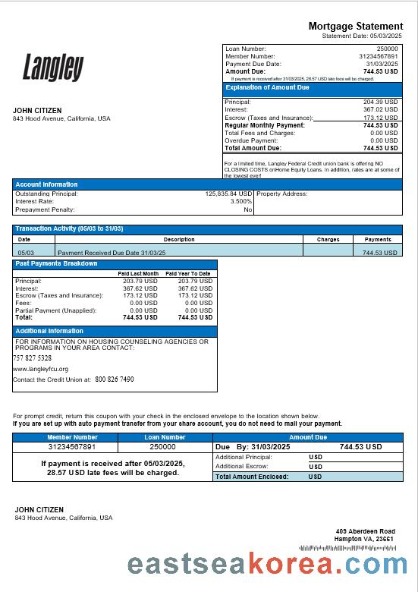 Mortgage Statement
Statement Date: 05/03/2025
Langley
Loan Number: 250000
Member Number: 31234567891
Payment Due Date: 31/03/2025
Amount Due: 744.53 USD
If payment is received after 31/03/2025, 28.57 USD late fee will be charged.
Explanation of Amount Due
Principal: 204.39 USD
Interest: 367.02 USD
Escrow (Taxes and Insurance): 173.12 USD
Regular Monthly Payment: 744.53 USD
Total Fees and Charges: 0.00 USD
Overdue Payment: 0.00 USD
Total Amount Due: 744.53 USD
JOHN CITIZEN
843 Hood Avenue, California, USA
For a limited time, Langley Federal Credit union bank is offering NO
CLOSING COSTS onHome Equity Loans. In addition, rates are at some of
the lowest ever!
Account Information
Outstanding Principal: 125,835.84 USD Property Address:
Interest Rate: 3.500%
Prepayment Penalty: No
Transaction Activity (05/03 to 31/03)
Date Description Charges Payments
05/03 Payment Received Due Date 31/03/25 744.53 USD
Past Payments Breakdown
Paid Last Month Paid Year To Date
Principal: 203.79 USD 203.79 USD
Interest: 367.62 USD 367.62 USD
Escrow (Taxes and Insurance): 173.12 USD 173.12 USD
Fees: 0.00 USD 0.00 USD
Partial Payment (Unapplied): 0.00 USD 0.00 USD
Total: 744.53 USD 744.53 USD
Additional Information
FOR INFORMATION ON HOUSING COUNSELING AGENCIES OR
PROGRAMS IN YOUR AREA CONTACT:
757 827 5328
www.langleyfcu.org
Contact the Credit Union at: 800 826 7490
For prompt credit, return this coupon with your check in the enclosed envelope to the location shown below
If you are set up with auto payment transfer from your share account, you do not need to mail your payment.
Member Number Loan Number Amount Due
31234567891 250000 Due By: 31/03/2025 744.53 USD
If payment is received after 05/03/2025,
28.57 USD late fees will be charged.
Additional Principal: USD
Additional Escrow: USD
Total Amount Enclosed: USD
JOHN CITIZEN
843 Hood Avenue, California, USA
405 Aberdeen Road
Hampton VA, 23661
eastseakorea.com